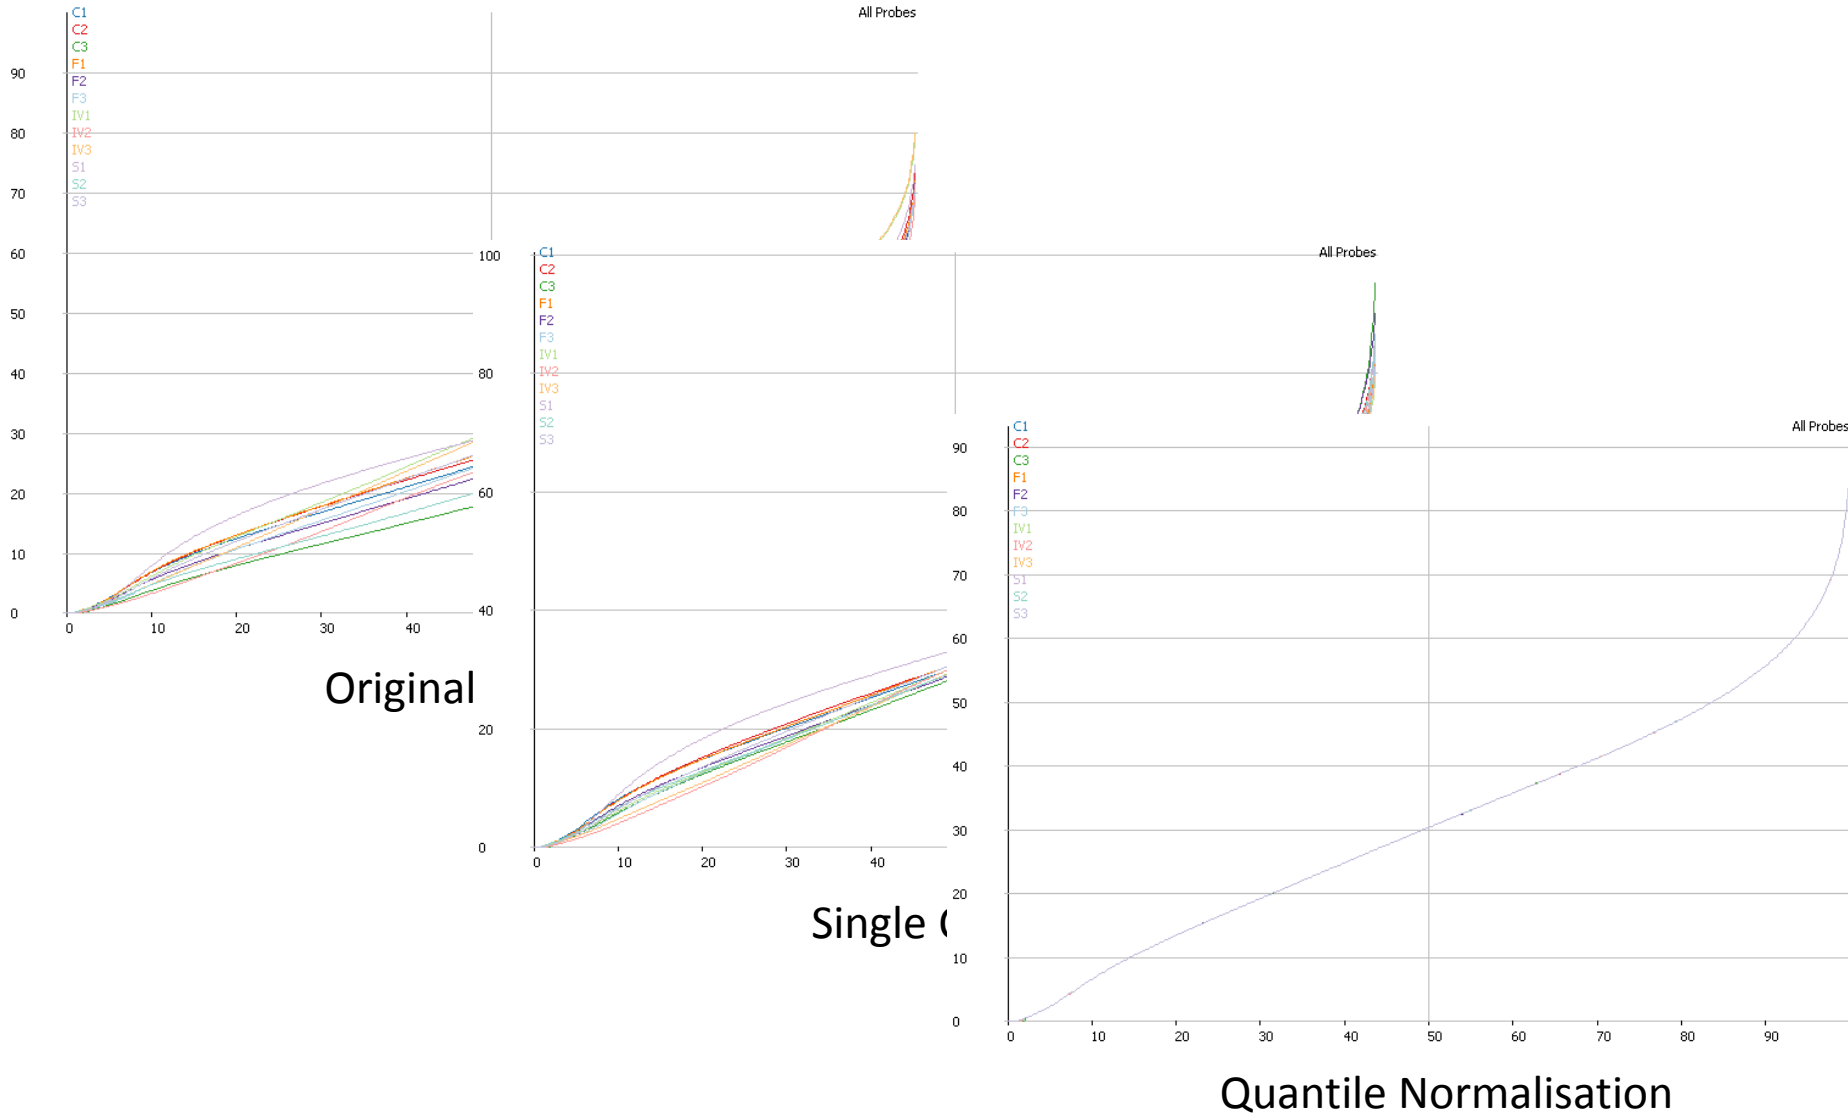 C1
C2
C3
F1
F2
F3
IV1
IV2
IV3
S1
S2
S3
All Probes
90
80
70
60
50
40
30
20
10
0
0 10 20 30 40
Original
C1
C2
C3
F1
F2
F3
IV1
IV2
IV3
S1
S2
S3
All Probes
100
80
60
40
20
0
0 10 20 30 40
Single
C1
C2
C3
F1
F2
F3
IV1
IV2
IV3
S1
S2
S3
All Probes
90
80
70
60
50
40
30
20
10
0
0 10 20 30 40 50 60 70 80 90
Quantile Normalisation